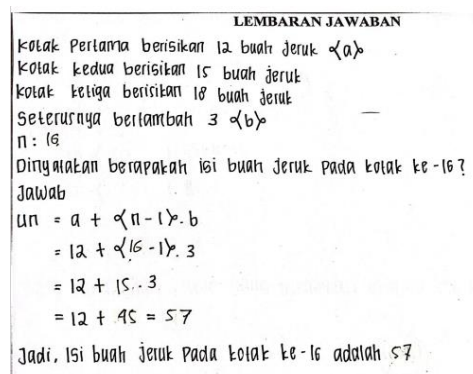 LEMBARAN JAWABAN
Kotak Pertama berisikan 12 buah jeruk {a}
Kotak kedua berisikan 15 buah jeruk
Kotak ketiga berisikan 18 buah jeruk
Seterusnya bertambah 3 {b}
n : 16
Dinyatakan berapakah isi buah jeruk pada kotak ke-16?
Jawab
Un = a + {n-1}. b
= 12 + {16-1}. 3
= 12 + 15. 3
= 12 + 45 = 57
Jadi, isi buah jeruk pada kotak ke-16 adalah 57